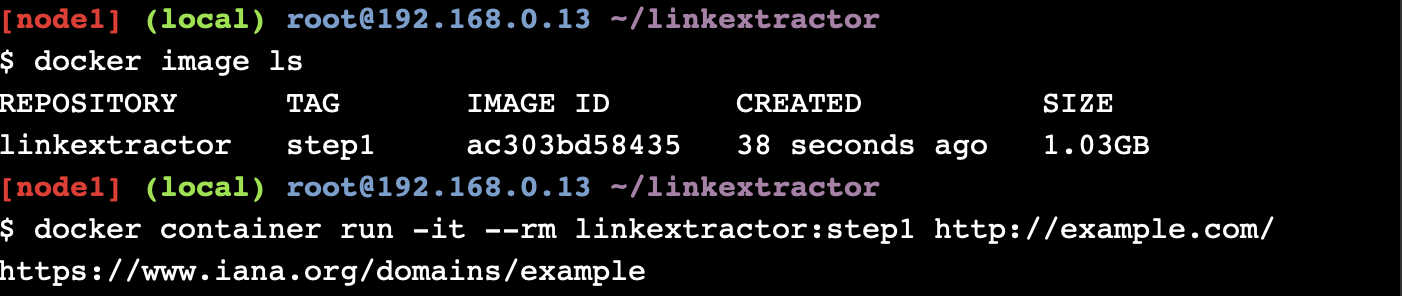 [node1] (local) root@192.168.0.13 ~/linkextractor
$ docker image ls
REPOSITORY TAG IMAGE ID CREATED SIZE
linkextractor step1 ac303bd58435 38 seconds ago 1.03GB
[node1] (local) root@192.168.0.13 ~/linkextractor
$ docker container run -it --rm linkextractor:step1 http://example.com/
https://www.iana.org/domains/example